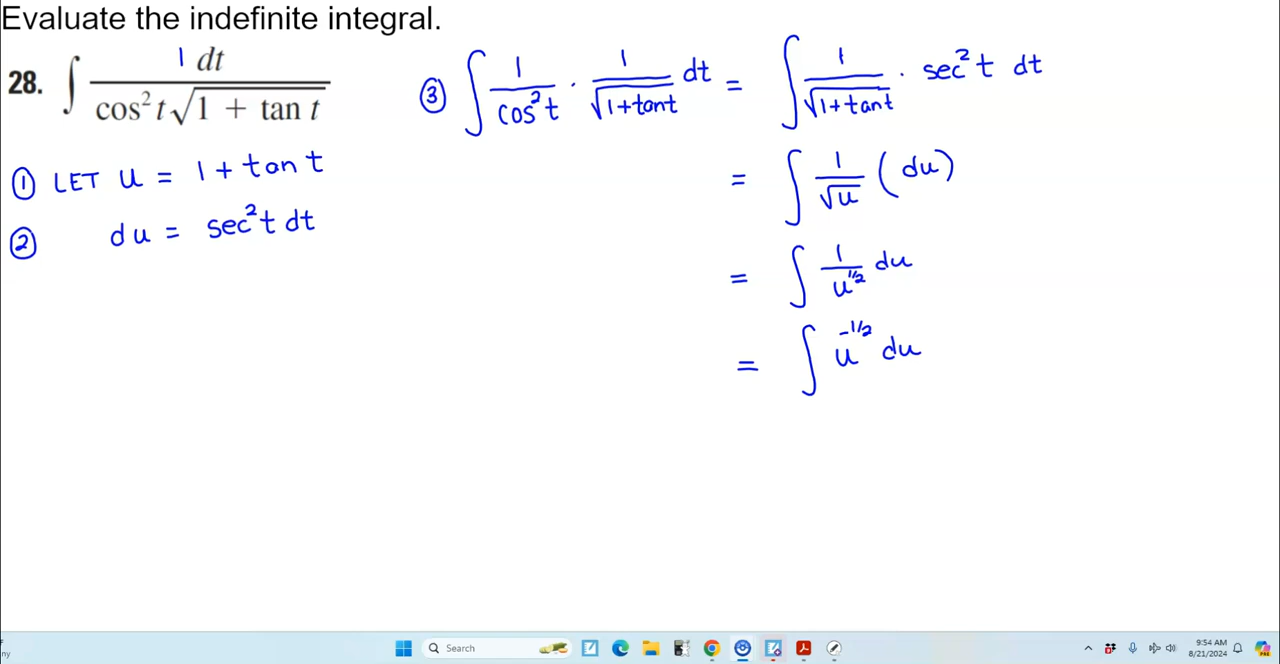 Evaluate the indefinite integral.
28. ∫ 1 dt / (cos² t √(1 + tan t))
① LET u = 1 + tan t
② du = sec² t dt
③ ∫ 1/cos² t · 1/√(1+tan t) dt = ∫ 1/√(1+tan t) · sec² t dt
= ∫ 1/√u (du)
= ∫ 1/u^(1/2) du
= ∫ u^(-1/2) du
ny
Search
9:54 AM
8/21/2024